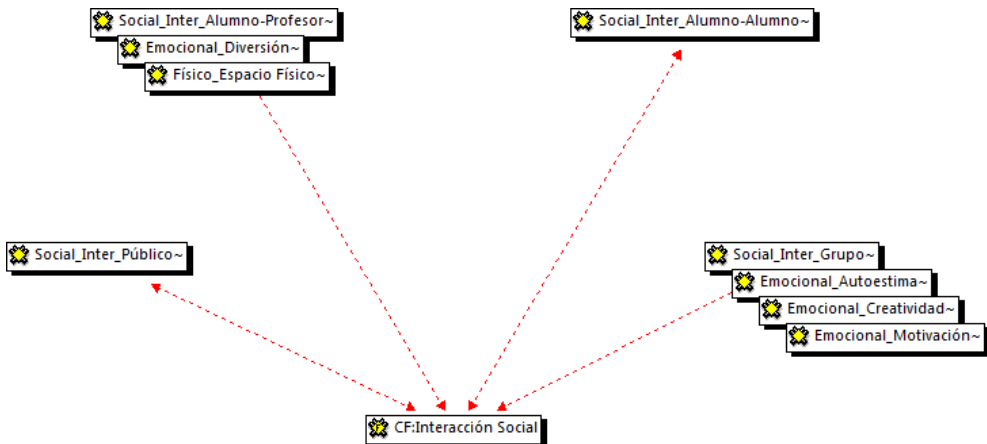 Social_Inter_Alumno-Profesor~
Emocional_Diversión~
Físico_Espacio Físico~
Social_Inter_Alumno-Alumno~
Social_Inter_Público~
Social_Inter_Grupo~
Emocional_Autoestima~
Emocional_Creatividad~
Emocional_Motivación~
CF:Interacción Social